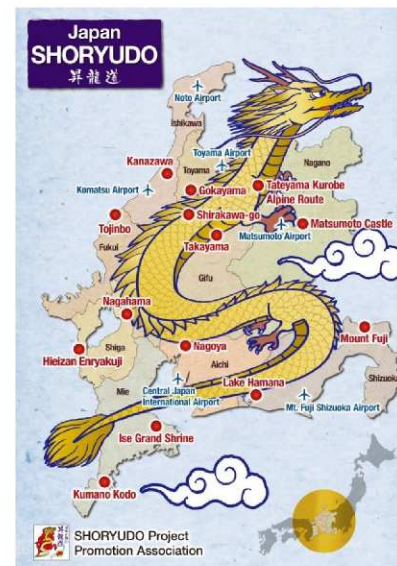 Japan
SHORYUDO
昇龍道
Noto Airport
Ishikawa
Kanazawa
Toyama Airport
Toyama
Nagano
Komatsu Airport
Gokayama
Tateyama Kurobe
Alpine Route
Tojinbo
Shirakawa-go
Matsumoto Castle
Takayama
Matsumoto Airport
Fukui
Gifu
Nagahama
Mount Fuji
Shiga
Nagoya
Hieizan Enryakuji
Aichi
Shizuoka
Mie
Central Japan
International Airport
Lake Hamana
Mt. Fuji Shizuoka Airport
Ise Grand Shrine
Kumano Kodo
SHORYUDO Project
Promotion Association